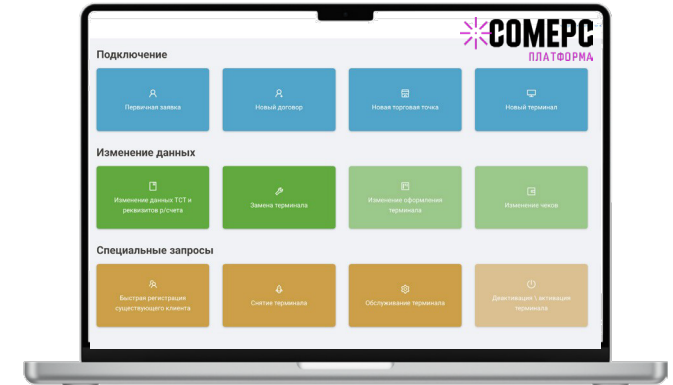 СОМЕРС
ПЛАТФОРМА
Подключение
Первичная заявка
Новый договор
Новая торговая точка
Новый терминал
Изменение данных
Изменение данных ТСТ и
реквизитов р/счета
Замена терминала
Изменение оформления
терминала
Изменение чеков
Специальные запросы
Быстрая регистрация
существующего клиента
Снятие терминала
Обслуживание терминала
Деактивация \ активация
терминала